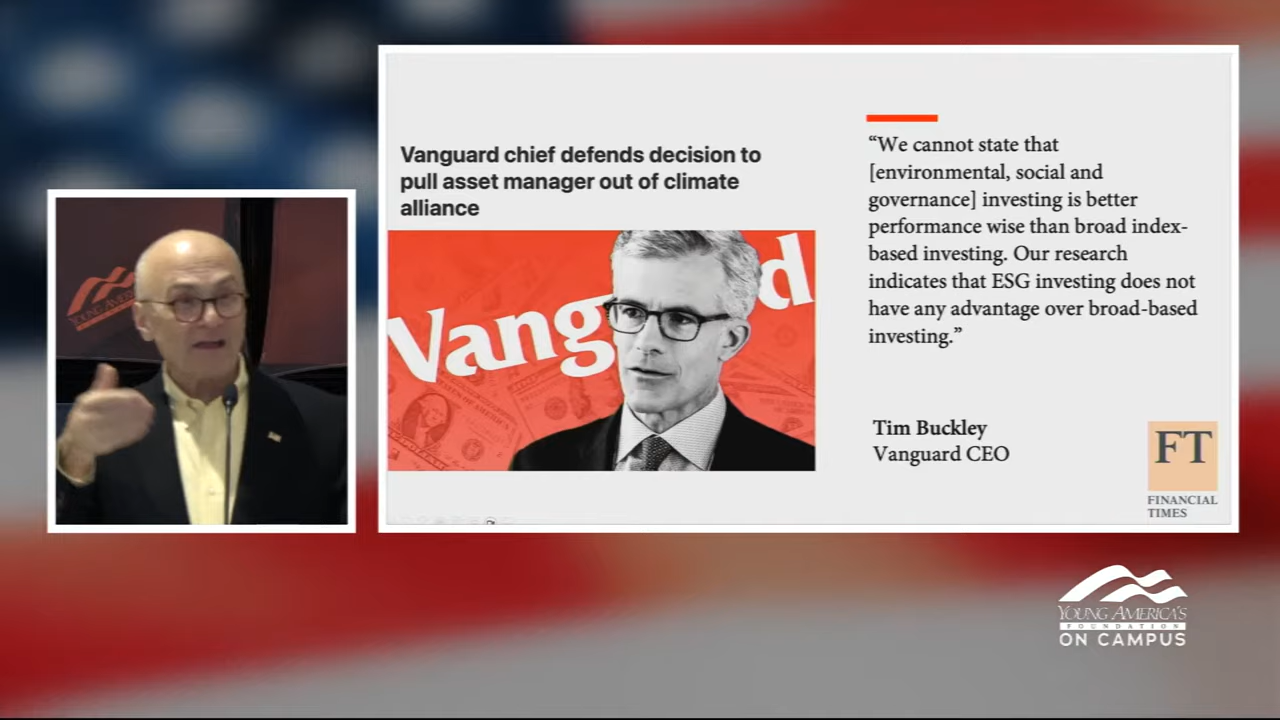 Vanguard chief defends decision to
pull asset manager out of climate
alliance
Vang d
“We cannot state that
[environmental, social and
governance] investing is better
performance wise than broad index-
based investing. Our research
indicates that ESG investing does not
have any advantage over broad-based
investing.”
Tim Buckley
Vanguard CEO
FT
FINANCIAL
TIMES
YOUNG AMERICA'S
FOUNDATION
ON CAMPUS